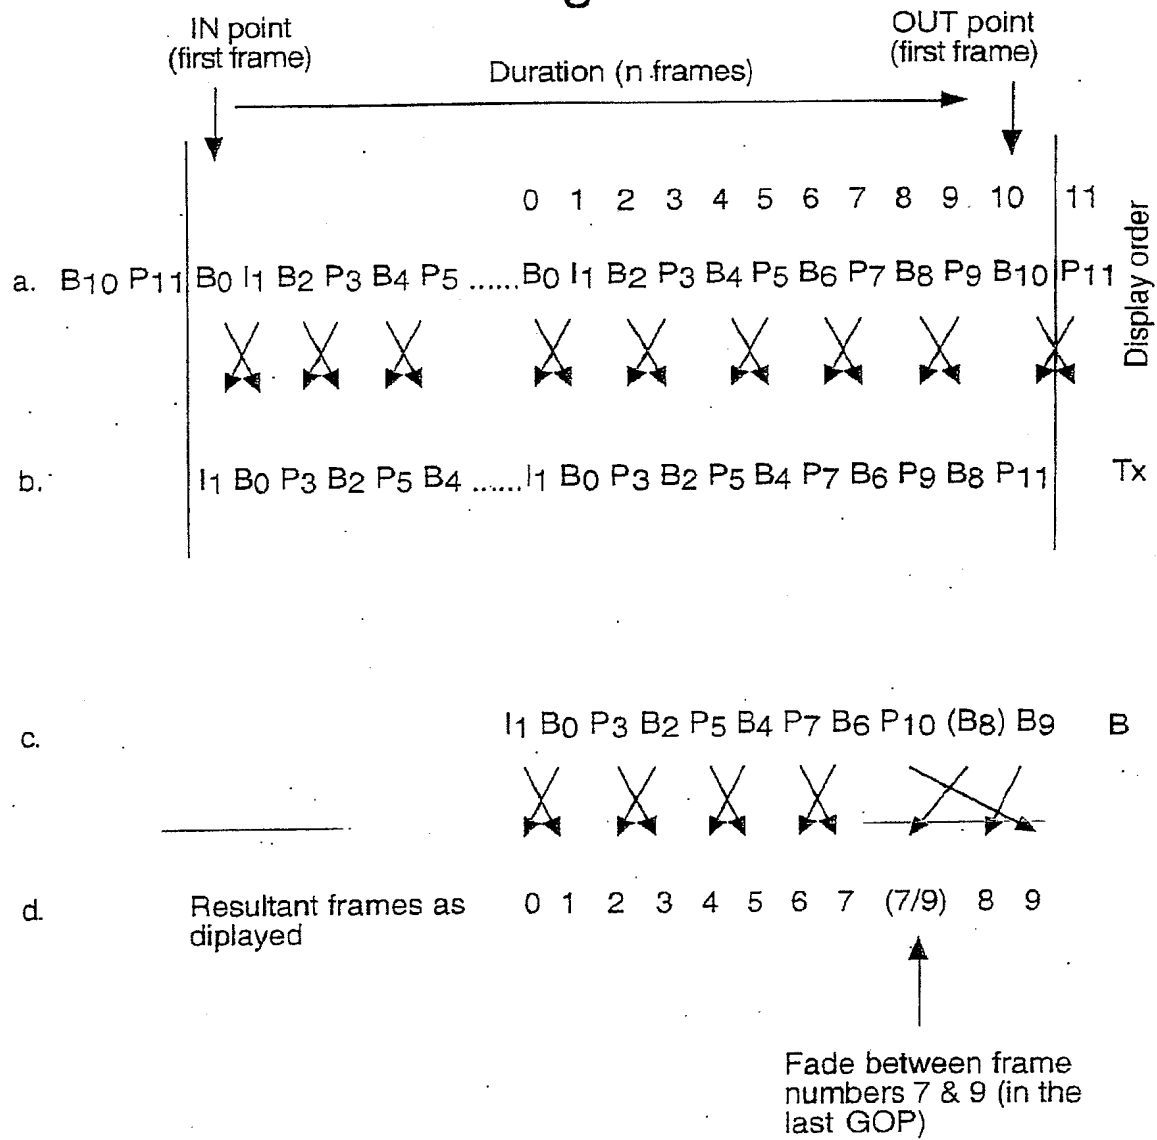 g
IN point
(first frame)
OUT point
(first frame)
Duration (n frames)
0 1 2 3 4 5 6 7 8 9 10 11
a. B10 P11 B0 I1 B2 P3 B4 P5 ......B0 I1 B2 P3 B4 P5 B6 P7 B8 P9 B10 P11
Display order
b. I1 B0 P3 B2 P5 B4 ......I1 B0 P3 B2 P5 B4 P7 B6 P9 B8 P11 Tx
c. I1 B0 P3 B2 P5 B4 P7 B6 P10 (B8) B9 B
d. Resultant frames as
diplayed
0 1 2 3 4 5 6 7 (7/9) 8 9
Fade between frame
numbers 7 & 9 (in the
last GOP)